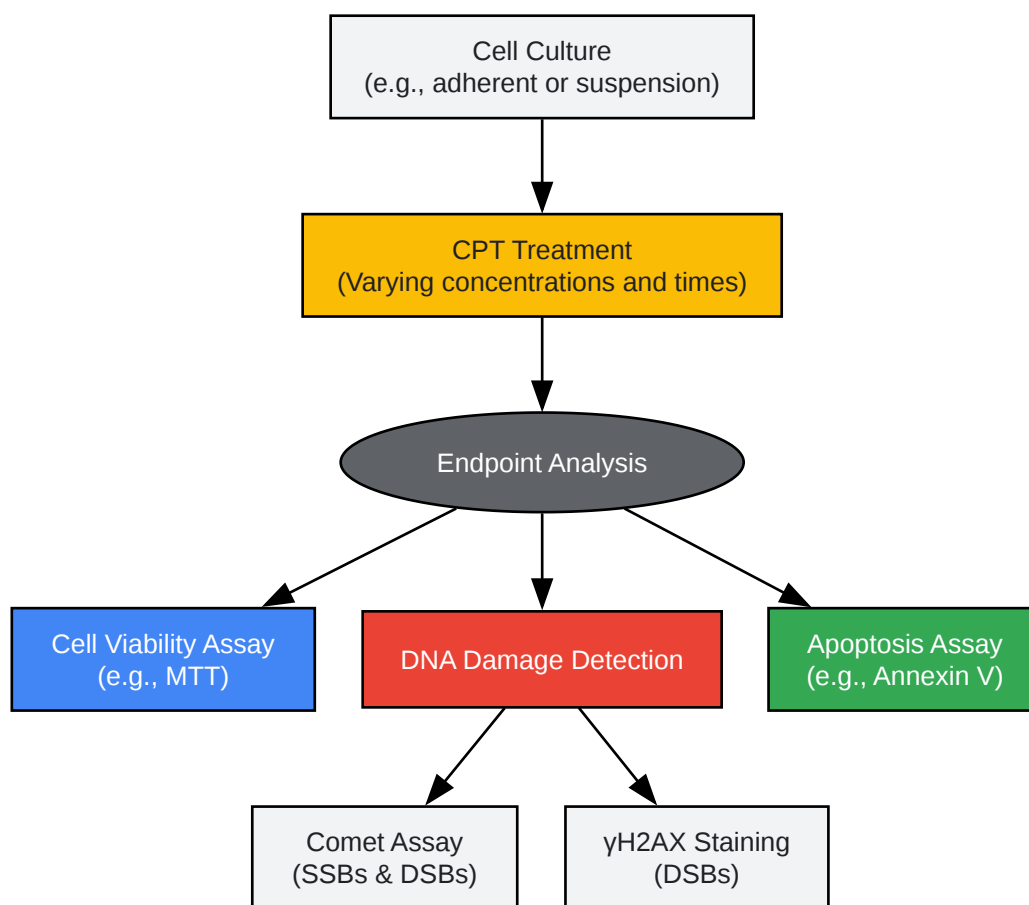 Cell Culture
(e.g., adherent or suspension)
CPT Treatment
(Varying concentrations and times)
Endpoint Analysis
Cell Viability Assay
(e.g., MTT)
DNA Damage Detection
Apoptosis Assay
(e.g., Annexin V)
Comet Assay
(SSBs & DSBs)
γH2AX Staining
(DSBs)